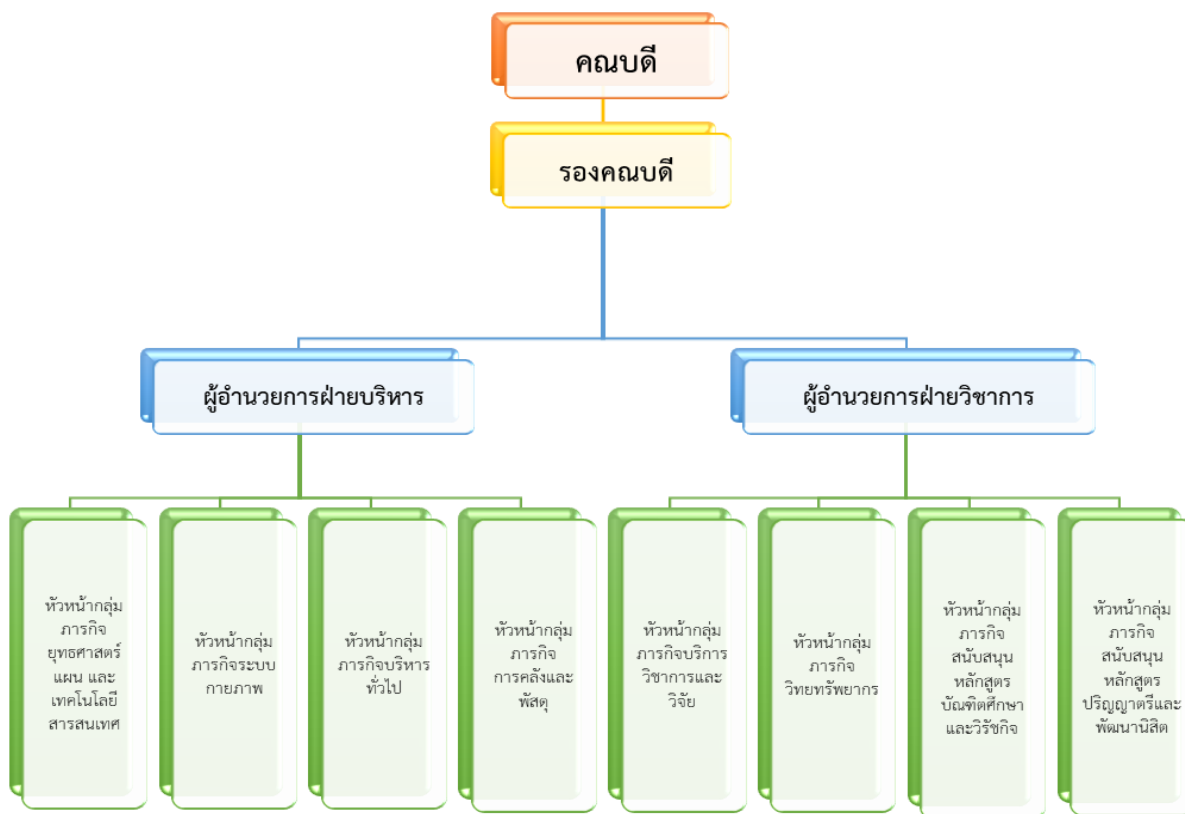 คณบดี
รองคณบดี
ผู้อำนวยการฝ่ายบริหาร
ผู้อำนวยการฝ่ายวิชาการ
หัวหน้ากลุ่ม
ภารกิจ
ยุทธศาสตร์
แผน และ
เทคโนโลยี
สารสนเทศ
หัวหน้ากลุ่ม
ภารกิจระบบ
กายภาพ
หัวหน้ากลุ่ม
ภารกิจบริหาร
ทั่วไป
หัวหน้ากลุ่ม
ภารกิจ
การคลังและ
พัสดุ
หัวหน้ากลุ่ม
ภารกิจบริการ
วิชาการและ
วิจัย
หัวหน้ากลุ่ม
ภารกิจ
วิทยทรัพยากร
หัวหน้ากลุ่ม
ภารกิจ
สนับสนุน
หลักสูตร
บัณฑิตศึกษา
และวิรัชกิจ
หัวหน้ากลุ่ม
ภารกิจ
สนับสนุน
หลักสูตร
ปริญญาตรีและ
พัฒนานิสิต